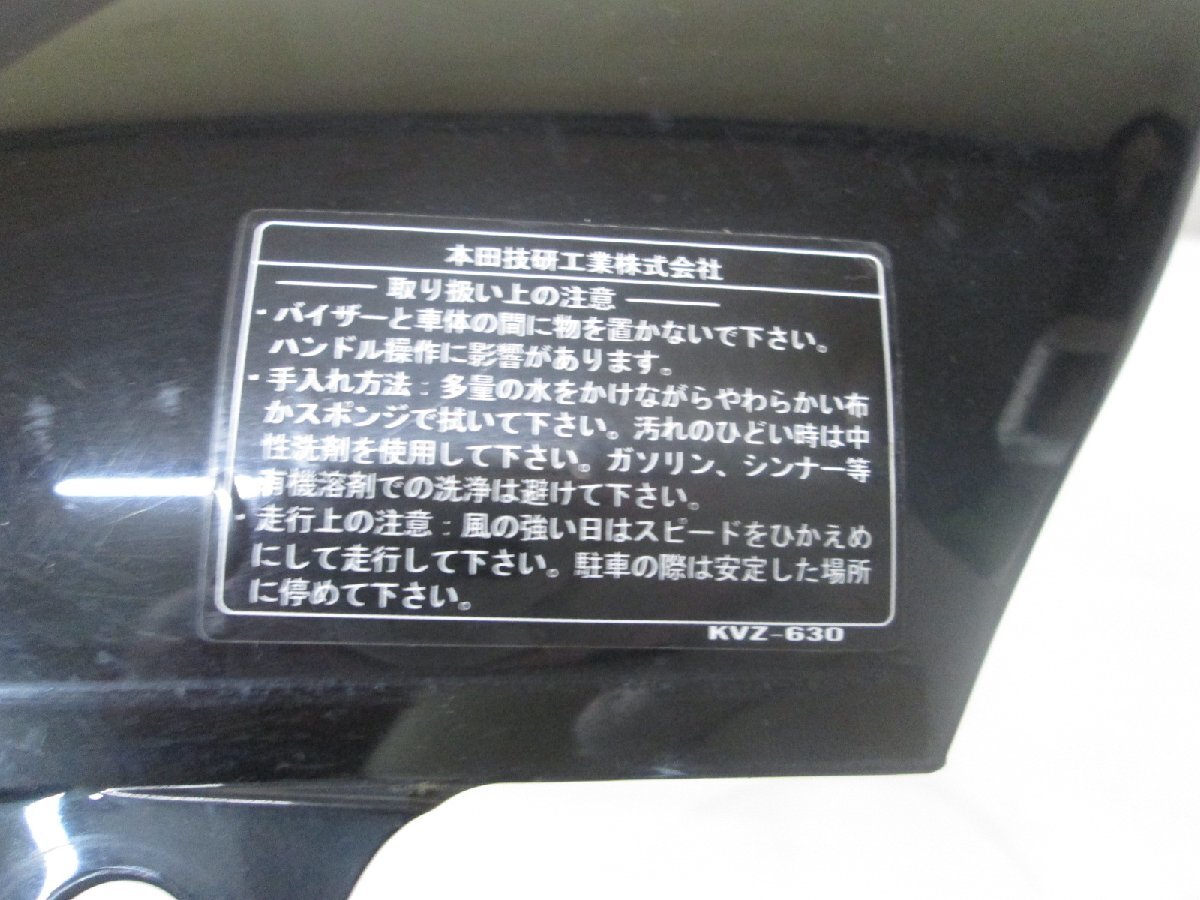 本田技研工業株式会社
取り扱い上の注意
・バイザーと車体の間に物を置かないで下さい。
ハンドル操作に影響があります。
・手入れ方法：多量の水をかけながらやわらかい布
かスポンジで拭いて下さい。汚れのひどい時は中
性洗剤を使用して下さい。ガソリン、シンナー等
有機溶剤での洗浄は避けて下さい。
・走行上の注意：風の強い日はスピードをひかえめ
にして走行して下さい。駐車の際は安定した場所
に停めて下さい。
KVZ-630